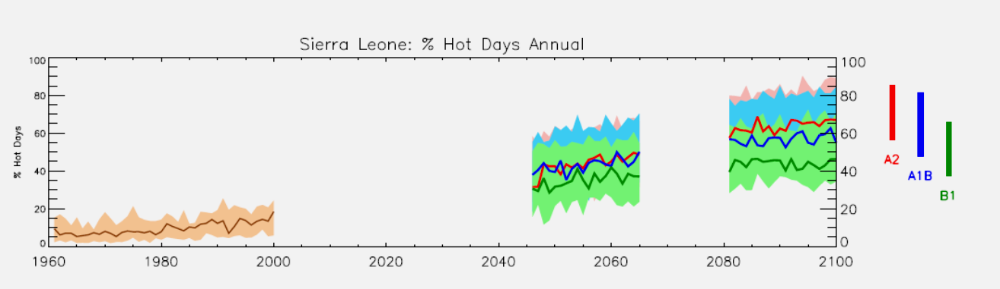 Sierra Leone: % Hot Days Annual
% Hot Days
100 100
80 80
60 60
40 40
20 20
0 0
1960 1980 2000 2020 2040 2060 2080 2100
A2
A1B
B1